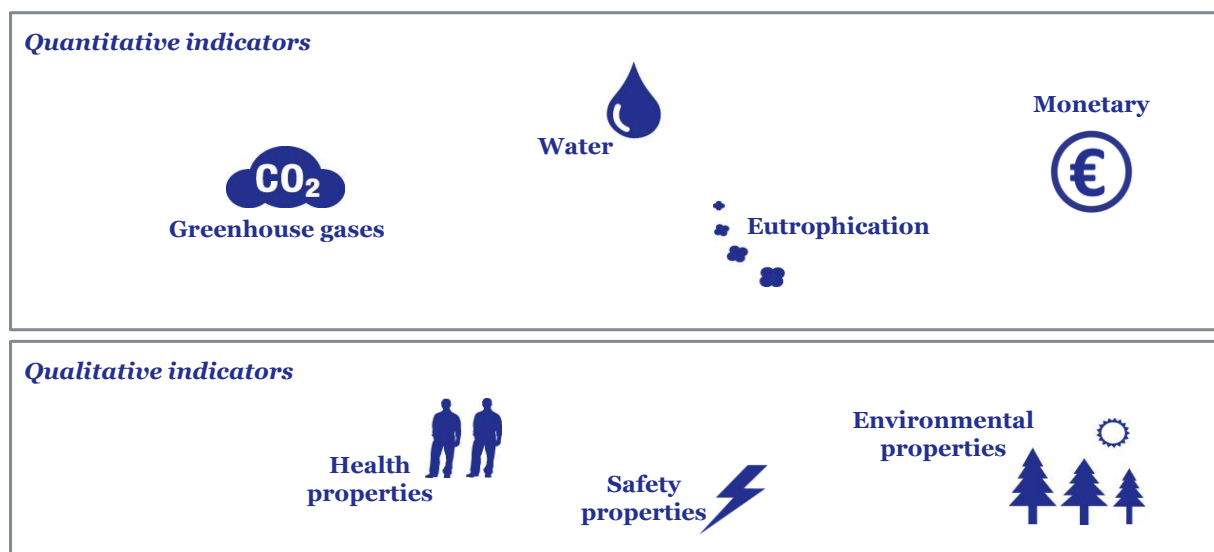 Quantitative indicators
Monetary
Water
€
CO₂
Greenhouse gases
Eutrophication
Qualitative indicators
Environmental
properties
Health
properties
Safety
properties